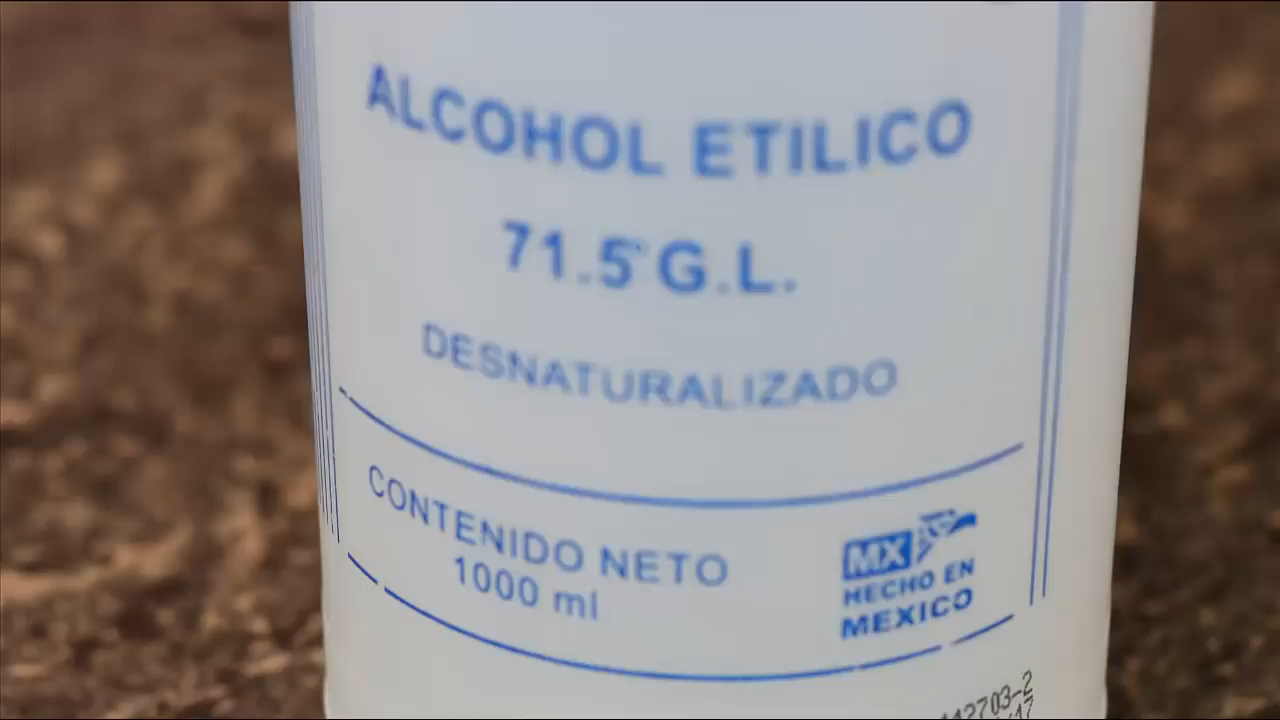 ALCOHOL ETILICO
71.5°G.L.
DESNATURALIZADO
CONTENIDO NETO
1000 ml
MX
HECHO EN
MEXICO